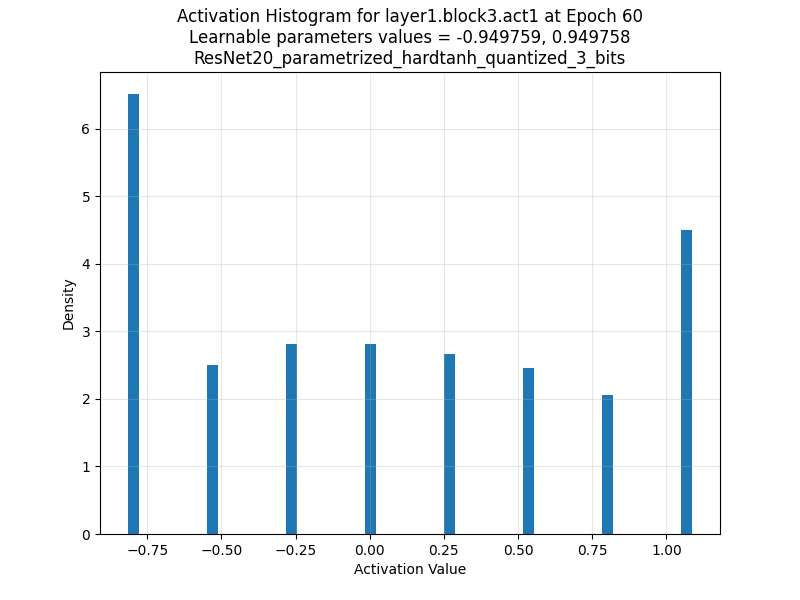 Activation Histogram for layer1.block3.act1 at Epoch 60
Learnable parameters values = -0.949759, 0.949758
ResNet20_parametrized_hardtanh_quantized_3_bits
Density
6
5
4
3
2
1
0
−0.75 −0.50 −0.25 0.00 0.25 0.50 0.75 1.00
Activation Value